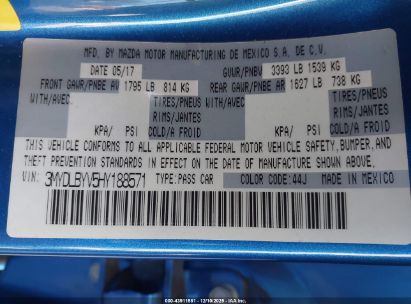 MFD. BY MAZDA MOTOR MANUFACTURING DE MEXICO S.A. DE C.V.
DATE 05/17 GVWR/PNBV 3393 LB 1539 KG
FRONT GAWR/PNBE AV 1795 LB 814 KG REAR GAWR/PNBE AR 1627 LB 738 KG
WITH/AVEC TIRES/PNEUS WITH/AVEC TIRES/PNEUS
RIMS/JANTES RIMS/JANTES
KPA/ PSI COLD/A FROID KPA/ PSI COLD/A FROID
THIS VEHICLE CONFORMS TO ALL APPLICABLE FEDERAL MOTOR VEHICLE SAFETY, BUMPER, AND
THEFT PREVENTION STANDARDS IN EFFECT ON THE DATE OF MANUFACTURE SHOWN ABOVE.
VIN: 3MYDLBYV5HY188571 TYPE: PASS CAR COLOR CODE: 44J MADE IN MEXICO